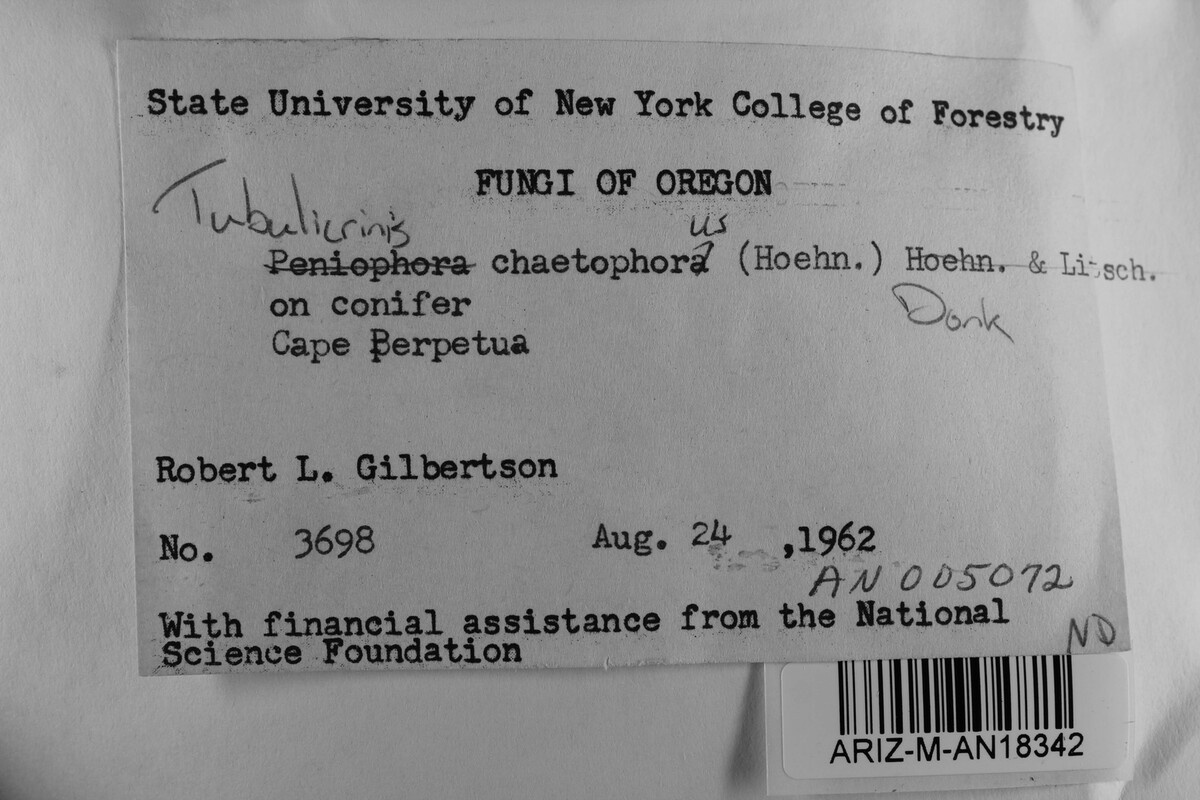 State University of New York College of Forestry
FUNGI OF OREGON
Tubulicrinis us
Peniophora chaetophora (Hoehn.) Hoehn. & Litsch.
on conifer Donk
Cape Perpetua
Robert L. Gilbertson
No. 3698 Aug. 24 ,1962
AN 005072
With financial assistance from the National
Science Foundation ND
ARIZ-M-AN18342